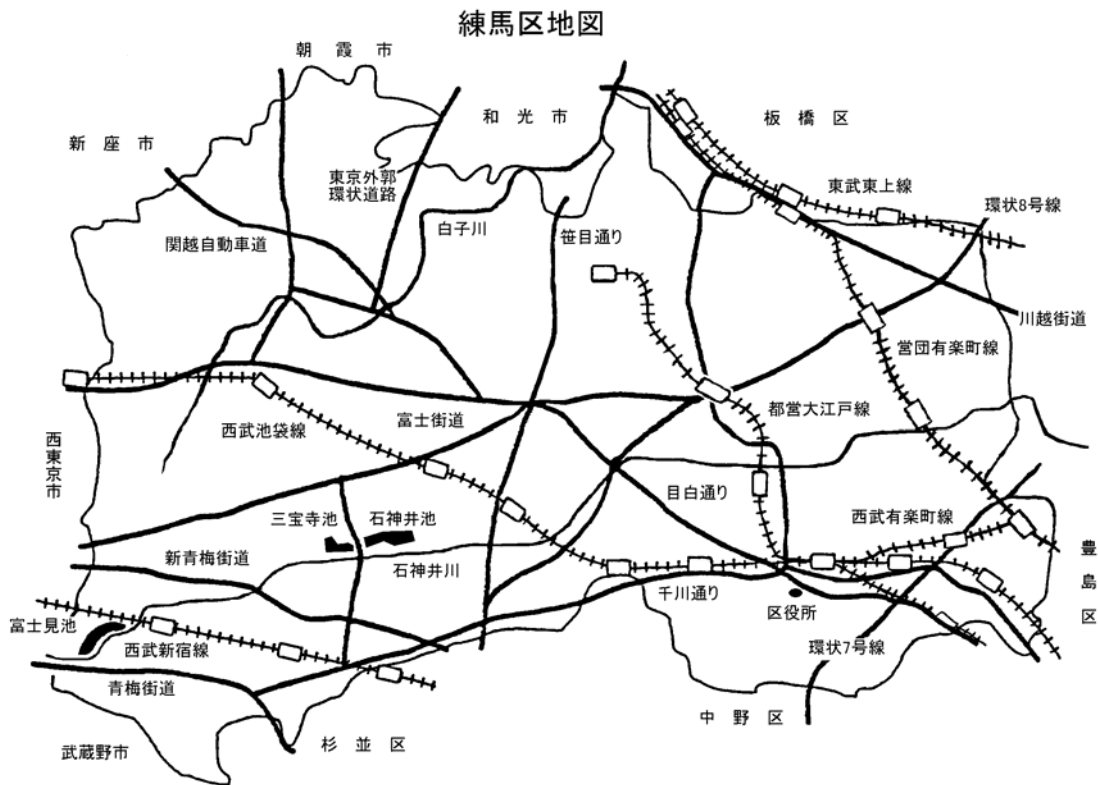 練馬区地図
朝霞市
和光市
板橋区
新座市
東京外郭
環状道路
東武東上線
環状8号線
白子川
笹目通り
関越自動車道
川越街道
営団有楽町線
都営大江戸線
富士街道
西武池袋線
西東京市
目白通り
三宝寺池
石神井池
西武有楽町線
新青梅街道
石神井川
豊島区
千川通り
区役所
富士見池
西武新宿線
環状7号線
青梅街道
中野区
杉並区
武蔵野市